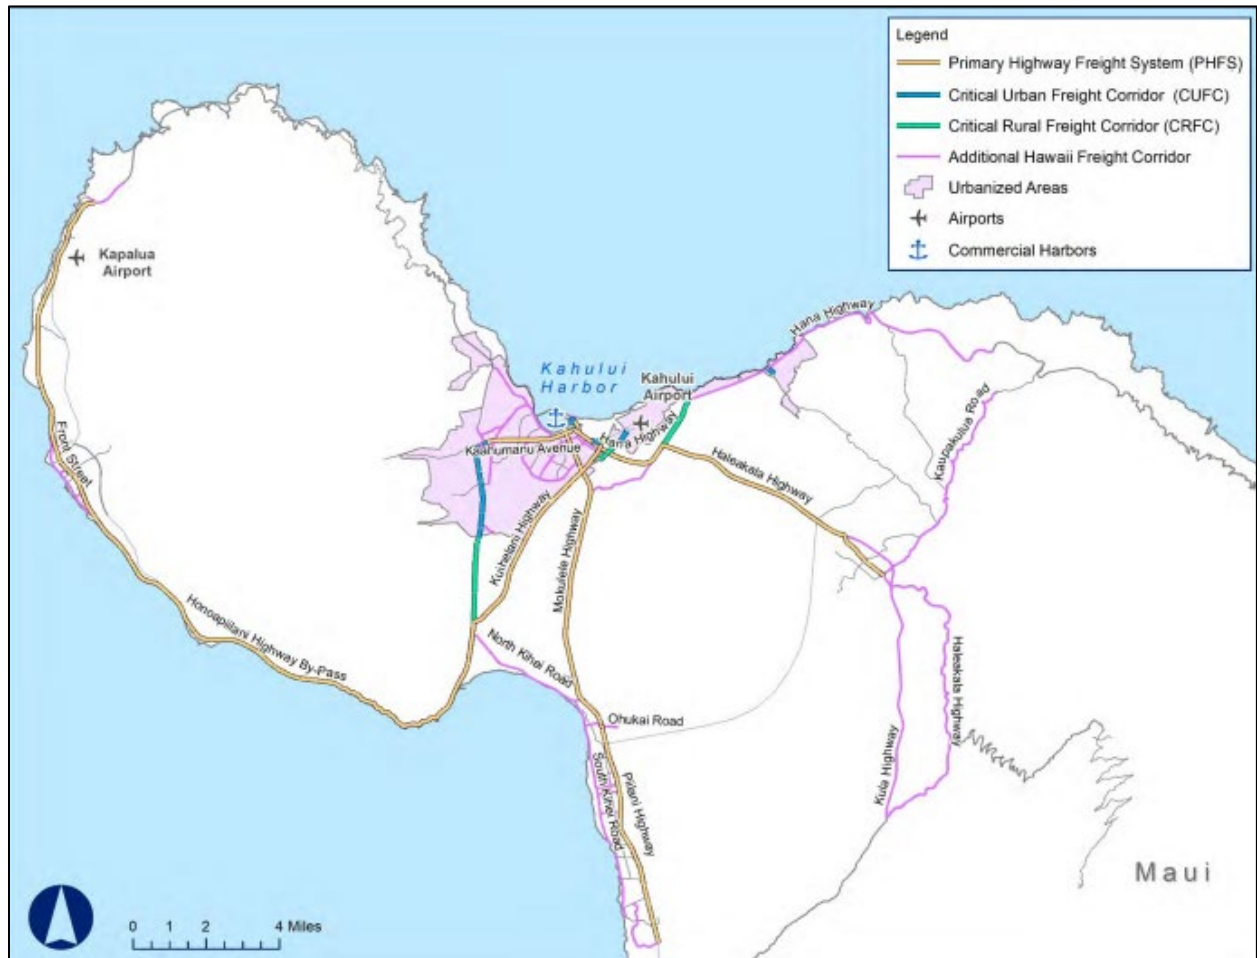 Legend
Primary Highway Freight System (PHFS)
Critical Urban Freight Corridor (CUFC)
Critical Rural Freight Corridor (CRFC)
Additional Hawaii Freight Corridor
Urbanized Areas
Airports
Commercial Harbors
Kapalua
Airport
Hana Highway
Kahului
Harbor
Kahului
Airport
Hana Highway
Kaahumanu Avenue
Front Street
Haleakala Highway
Kaupakulua Road
Kuihelani Highway
Mokulele Highway
Honoapiilani Highway By-Pass
North Kihei Road
Ohukai Road
Haleakala Highway
Kula Highway
South Kihei Road
Piilani Highway
Maui
0 1 2 4 Miles